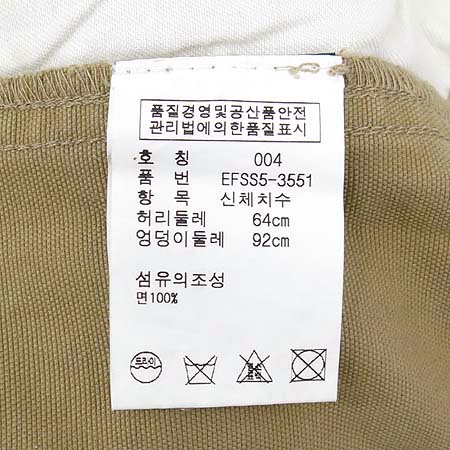 품질경영및공산품안전
관리법에의한품질표시
호 칭 004
품 번 EFSS5-3551
항 목 신체치수
허리둘레 64cm
엉덩이둘레 92cm
섬유의조성
면100%
드라이